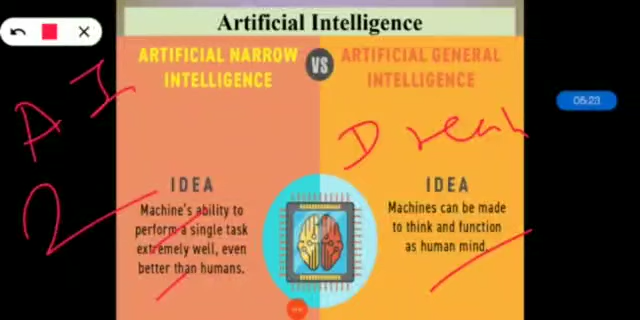 Artificial Intelligence
ARTIFICIAL NARROW
INTELLIGENCE
VS
ARTIFICIAL GENERAL
INTELLIGENCE
05:23
AI
2
IDEA
Machine's ability to
perform a single task
extremely well, even
better than humans.
IDEA
Machines can be made
to think and function
as human mind.